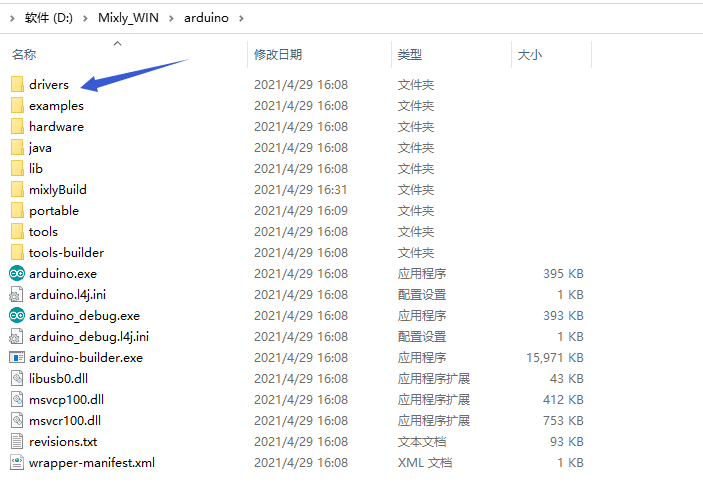 软件 (D:) > Mixly_WIN > arduino >
名称 修改日期 类型 大小
drivers 2021/4/29 16:08 文件夹
examples 2021/4/29 16:08 文件夹
hardware 2021/4/29 16:08 文件夹
java 2021/4/29 16:08 文件夹
lib 2021/4/29 16:08 文件夹
mixlyBuild 2021/4/29 16:31 文件夹
portable 2021/4/29 16:09 文件夹
tools 2021/4/29 16:08 文件夹
tools-builder 2021/4/29 16:08 文件夹
arduino.exe 2021/4/29 16:08 应用程序 395 KB
arduino.l4j.ini 2021/4/29 16:08 配置设置 1 KB
arduino_debug.exe 2021/4/29 16:08 应用程序 393 KB
arduino_debug.l4j.ini 2021/4/29 16:08 配置设置 1 KB
arduino-builder.exe 2021/4/29 16:08 应用程序 15,971 KB
libusb0.dll 2021/4/29 16:08 应用程序扩展 43 KB
msvcp100.dll 2021/4/29 16:08 应用程序扩展 412 KB
msvcr100.dll 2021/4/29 16:08 应用程序扩展 753 KB
revisions.txt 2021/4/29 16:08 文本文档 93 KB
wrapper-manifest.xml 2021/4/29 16:08 XML 文档 1 KB